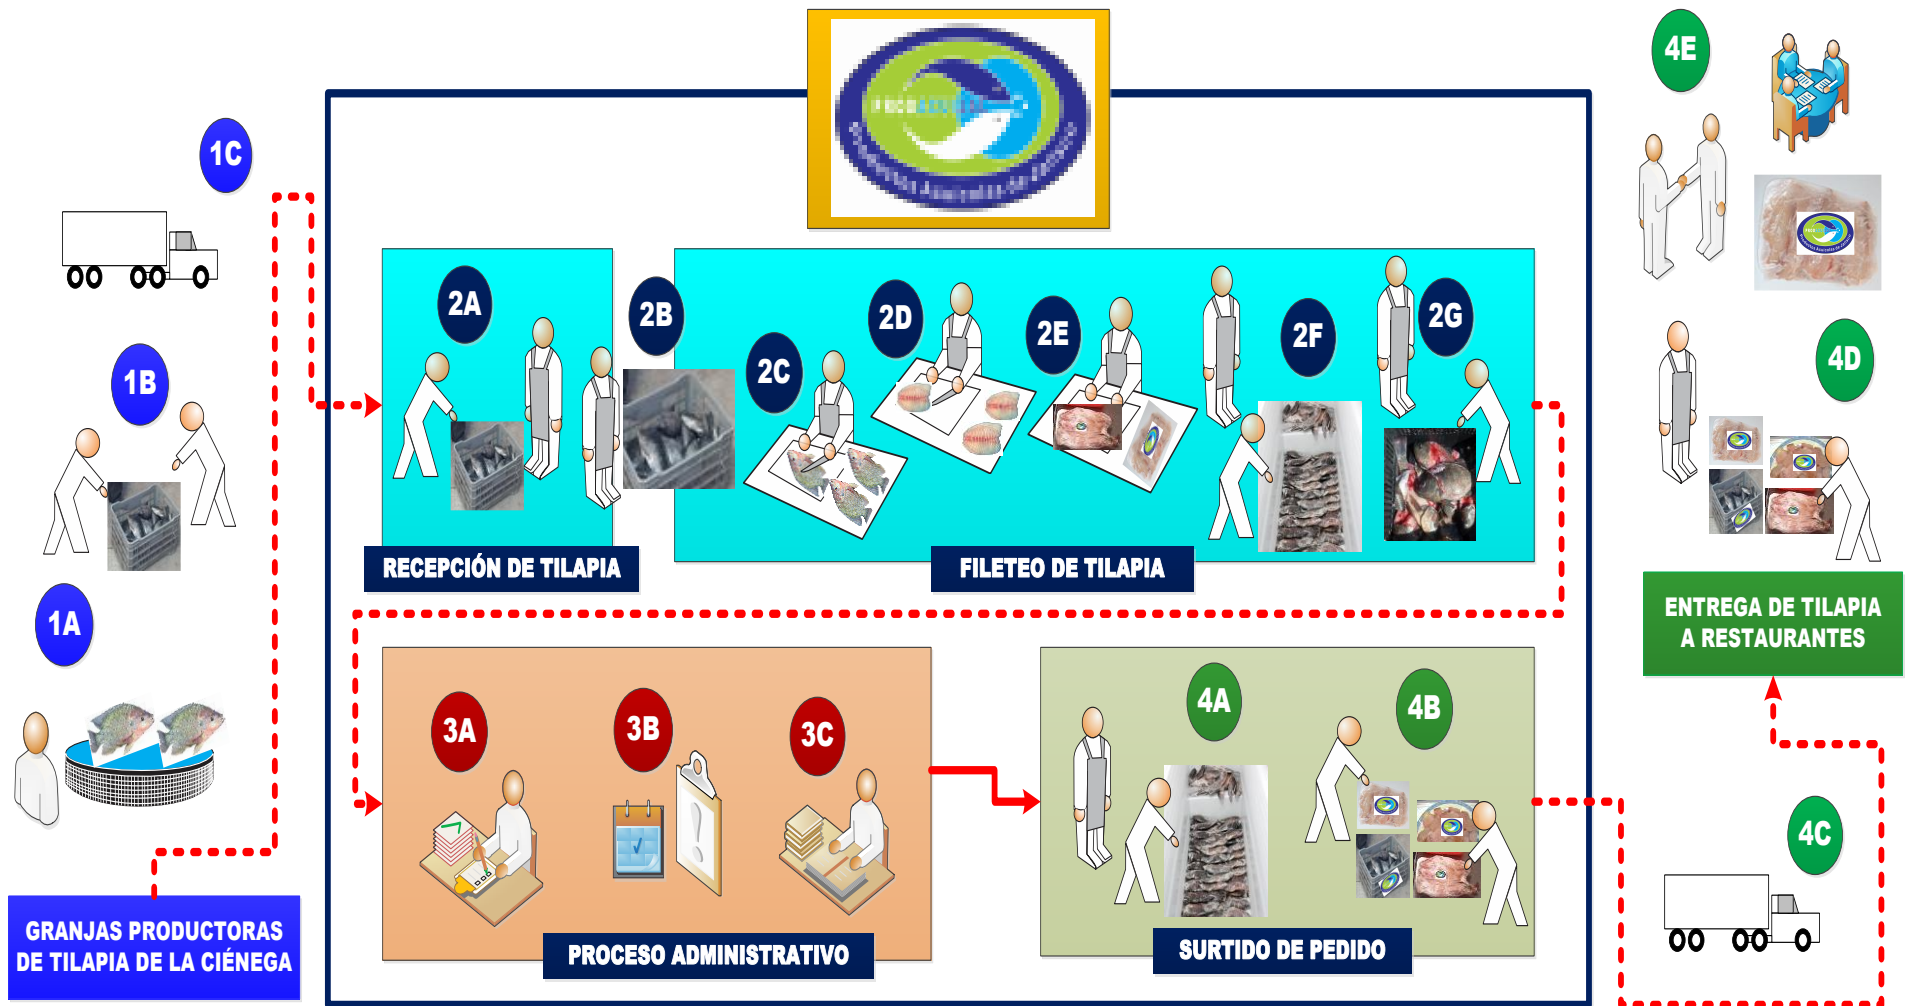 1C
1B
1A
GRANJAS PRODUCTORAS
DE TILAPIA DE LA CIÉNEGA
2A
2B
2C
2D
2E
2F
2G
RECEPCIÓN DE TILAPIA
FILETEO DE TILAPIA
3A
3B
3C
PROCESO ADMINISTRATIVO
4A
4B
SURTIDO DE PEDIDO
4E
4D
ENTREGA DE TILAPIA
A RESTAURANTES
4C